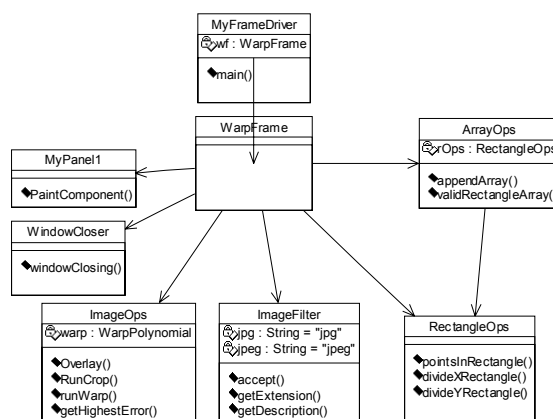 MyFrameDriver
wf : WarpFrame
main()
WarpFrame
ArrayOps
rOps : RectangleOps
appendArray()
validRectangleArray()
MyPanel1
PaintComponent()
WindowCloser
windowClosing()
ImageOps
warp : WarpPolynomial
Overlay()
RunCrop()
runWarp()
getHighestError()
ImageFilter
jpg : String = "jpg"
jpeg : String = "jpeg"
accept()
getExtension()
getDescription()
RectangleOps
pointsInRectangle()
divideXRectangle()
divideYRectangle()